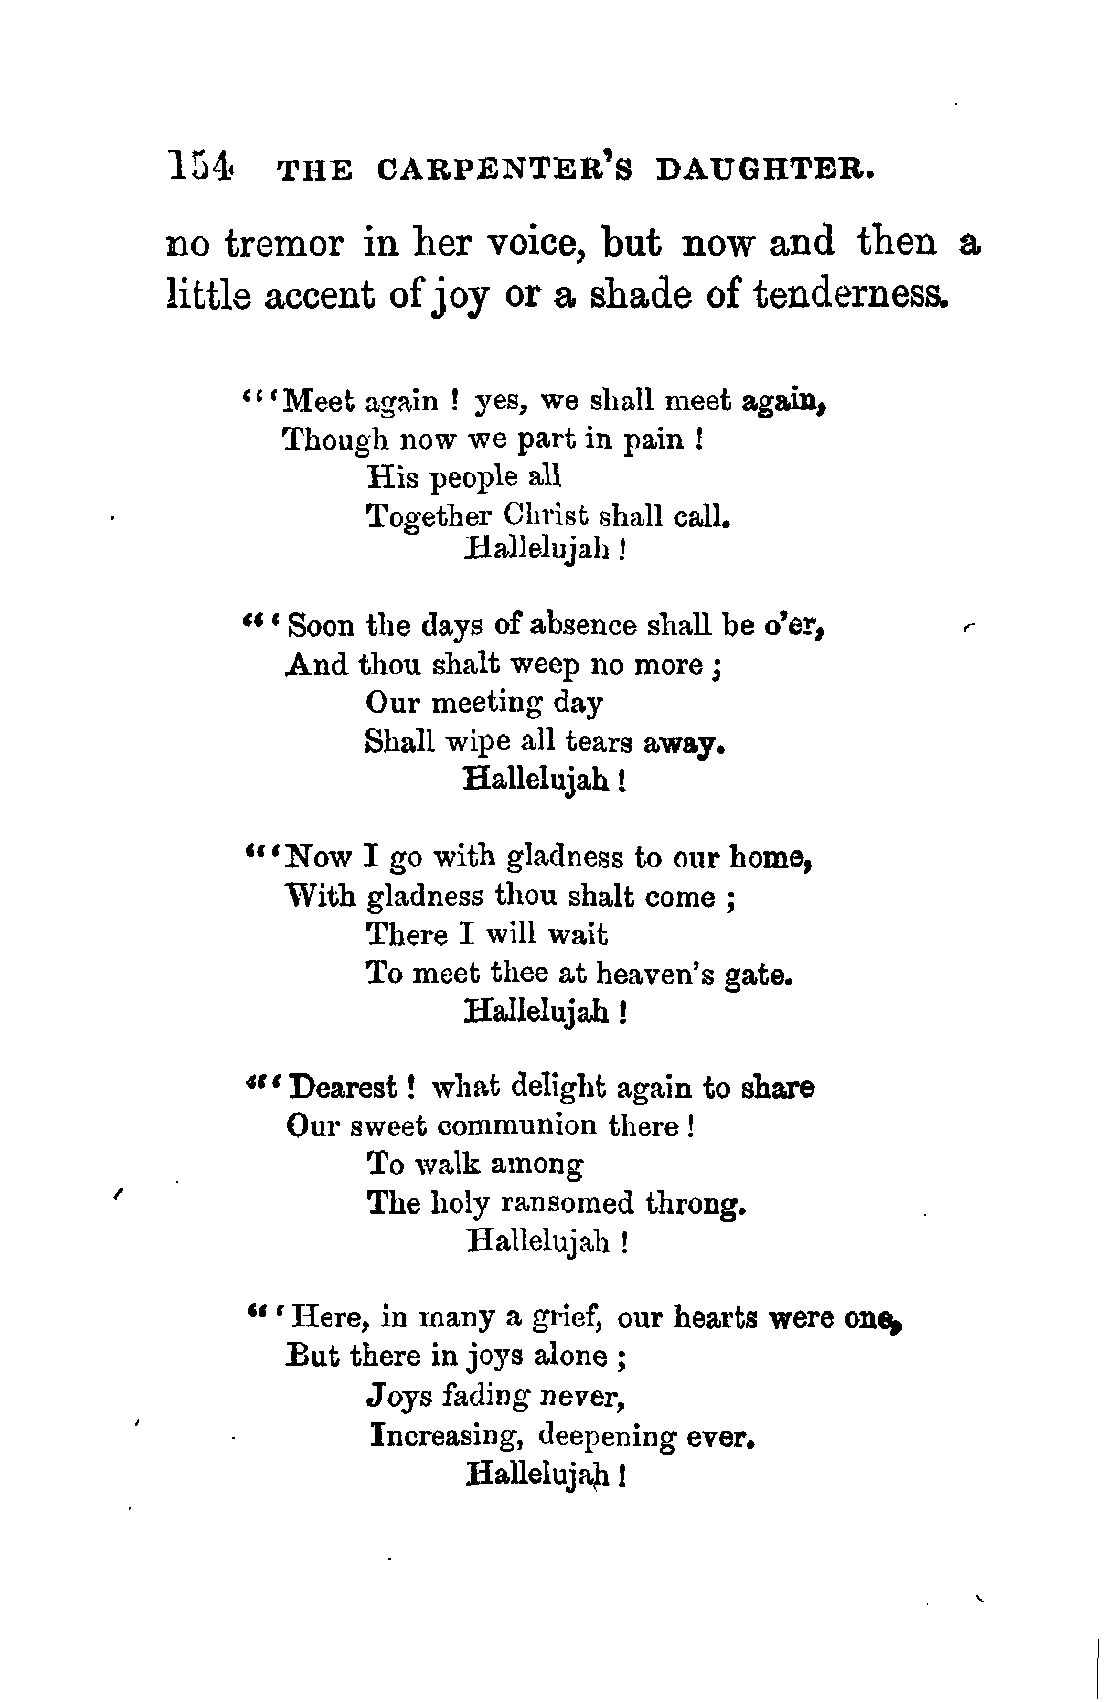 154 THE CARPENTER'S DAUGHTER.
no tremor in her voice, but now and then a
little accent of joy or a shade of tenderness.
"'Meet again ! yes, we shall meet again,
Though now we part in pain !
His people all
Together Christ shall call.
Hallelujah !
"'Soon the days of absence shall be o'er,
And thou shalt weep no more ;
Our meeting day
Shall wipe all tears away.
Hallelujah !
"'Now I go with gladness to our home,
With gladness thou shalt come ;
There I will wait
To meet thee at heaven's gate.
Hallelujah !
"'Dearest ! what delight again to share
Our sweet communion there !
To walk among
The holy ransomed throng.
Hallelujah !
"'Here, in many a grief, our hearts were one,
But there in joys alone ;
Joys fading never,
Increasing, deepening ever.
Hallelujah !